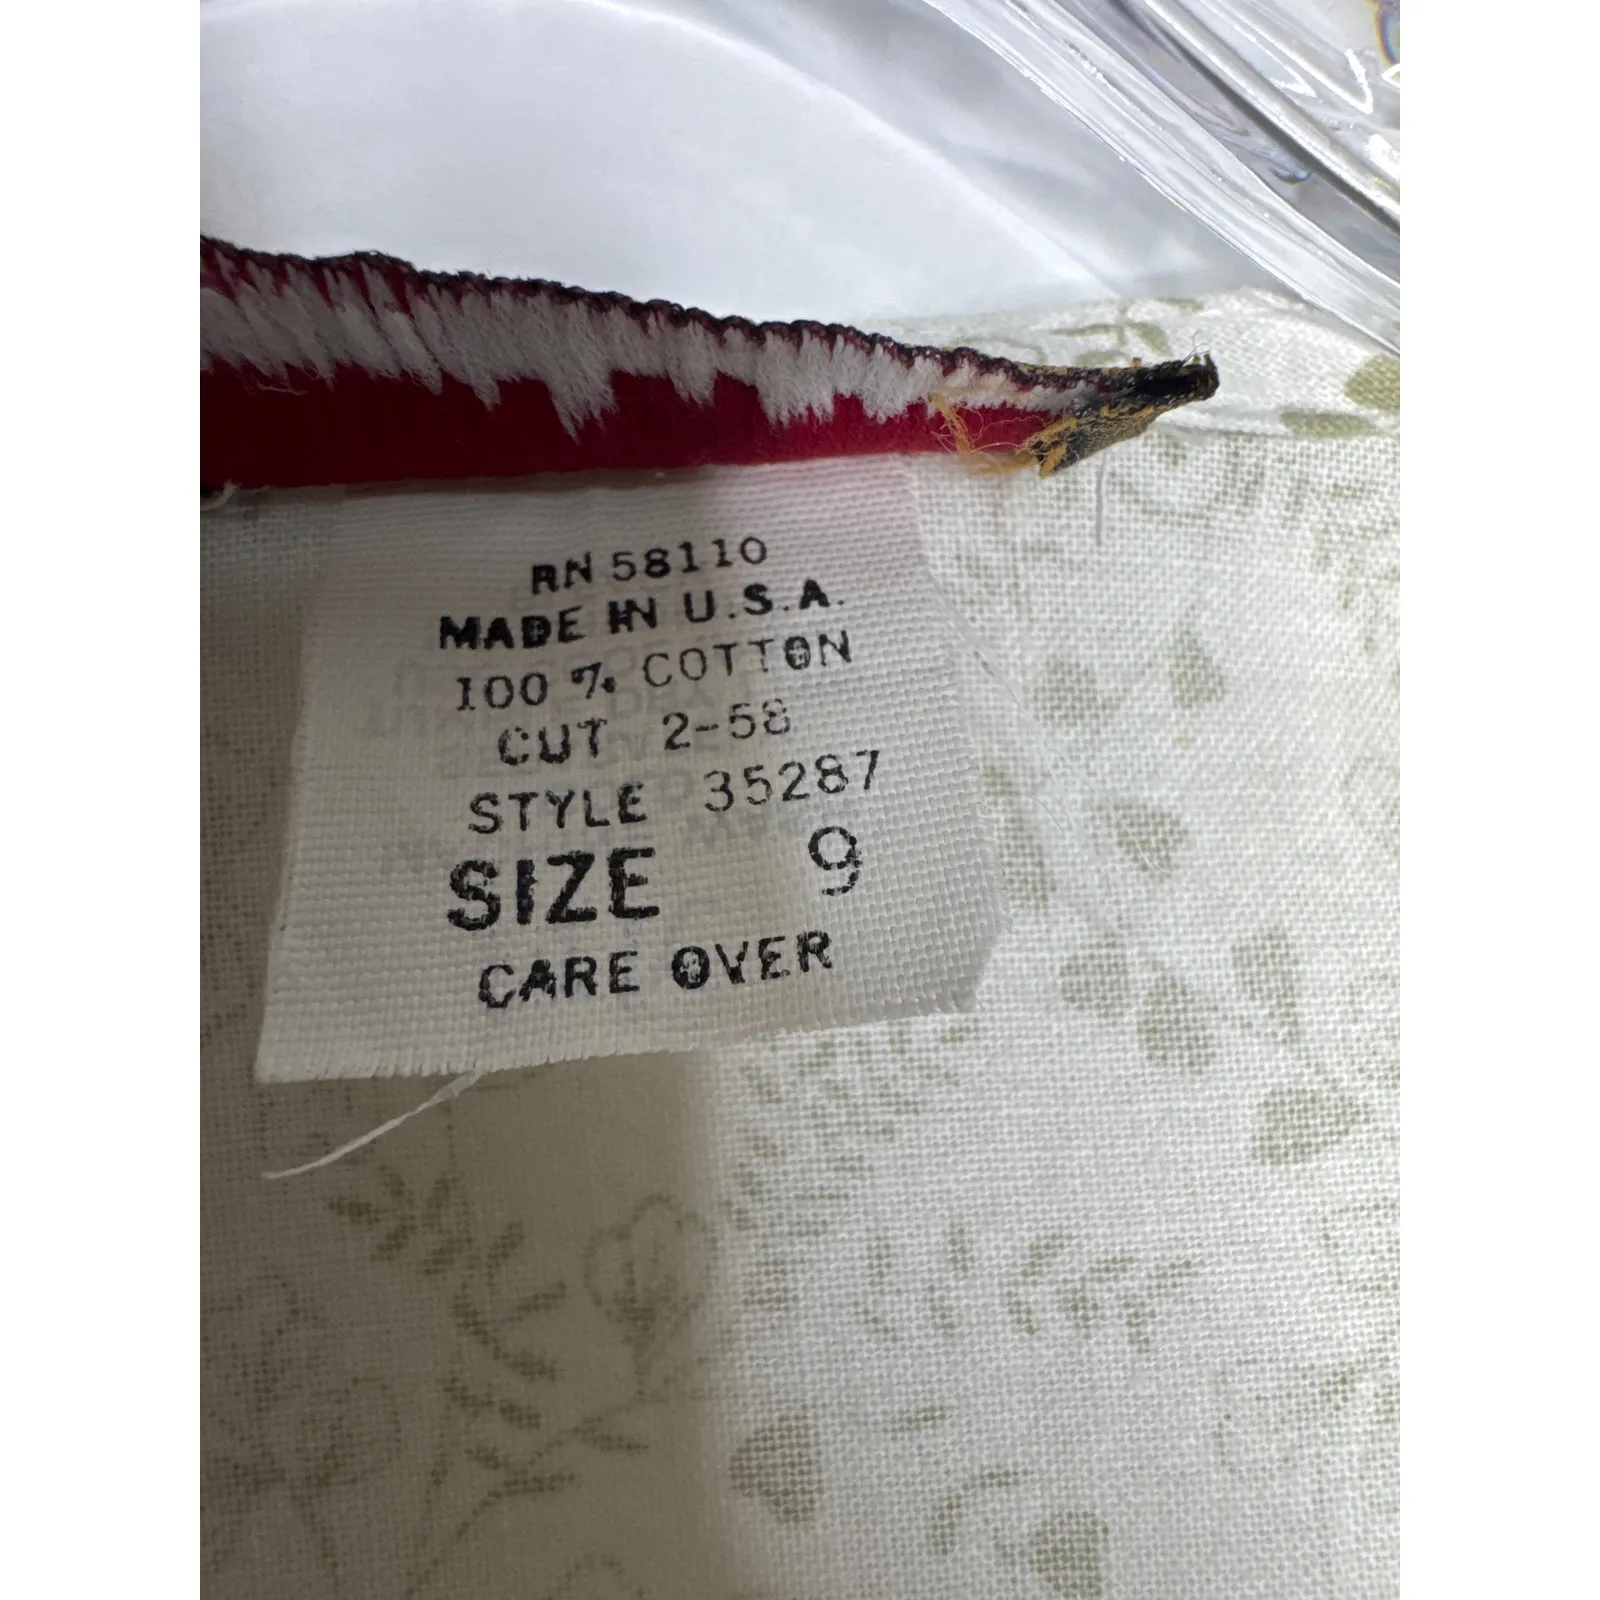 RN 58110
MADE IN U.S.A.
100 % COTTON
CUT 2-58
STYLE 35287
SIZE 9
CARE OVER